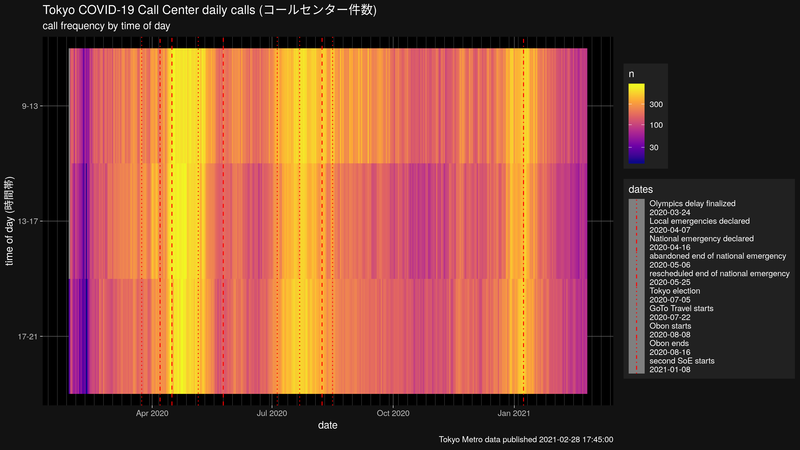 Tokyo COVID-19 Call Center daily calls (コールセンター件数)
call frequency by time of day
time of day (時間帯)
9-13
13-17
17-21
Apr 2020
Jul 2020
Oct 2020
Jan 2021
date
n
300
100
30
dates
Olympics delay finalized
2020-03-24
Local emergencies declared
2020-04-07
National emergency declared
2020-04-16
abandoned end of national emergency
2020-05-06
rescheduled end of national emergency
2020-05-25
Tokyo election
2020-07-05
GoTo Travel starts
2020-07-22
Obon starts
2020-08-08
Obon ends
2020-08-16
second SoE starts
2021-01-08
Tokyo Metro data published 2021-02-28 17:45:00